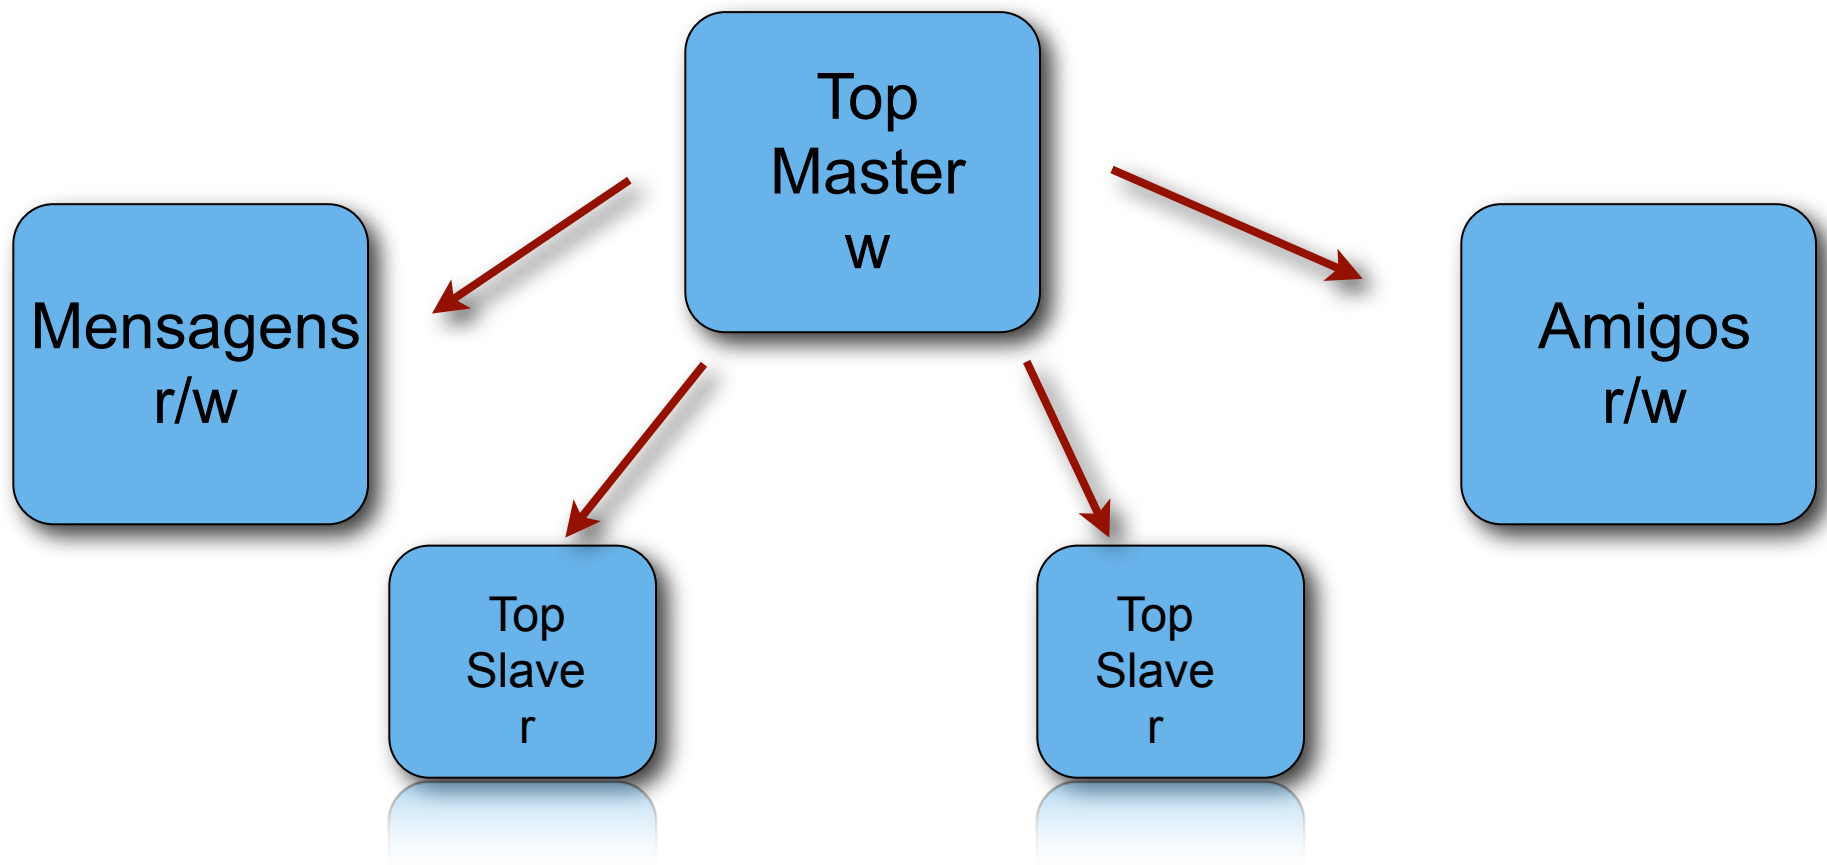 Top
Master
w
Mensagens
r/w
Amigos
r/w
Top
Slave
r
Top
Slave
r